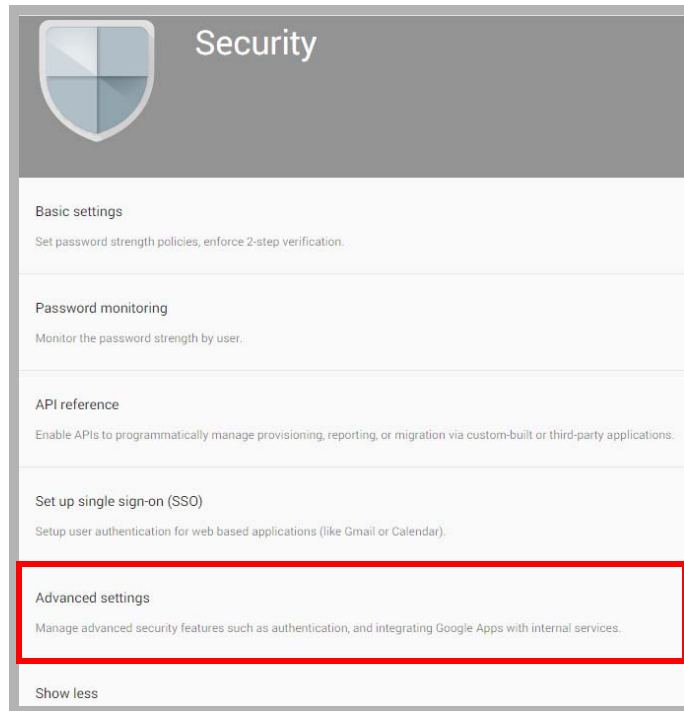 Security
Basic settings
Set password strength policies, enforce 2-step verification.
Password monitoring
Monitor the password strength by user.
API reference
Enable APIs to programmatically manage provisioning, reporting, or migration via custom-built or third-party applications.
Set up single sign-on (SSO)
Setup user authentication for web based applications (like Gmail or Calendar).
Advanced settings
Manage advanced security features such as authentication, and integrating Google Apps with internal services.
Show less